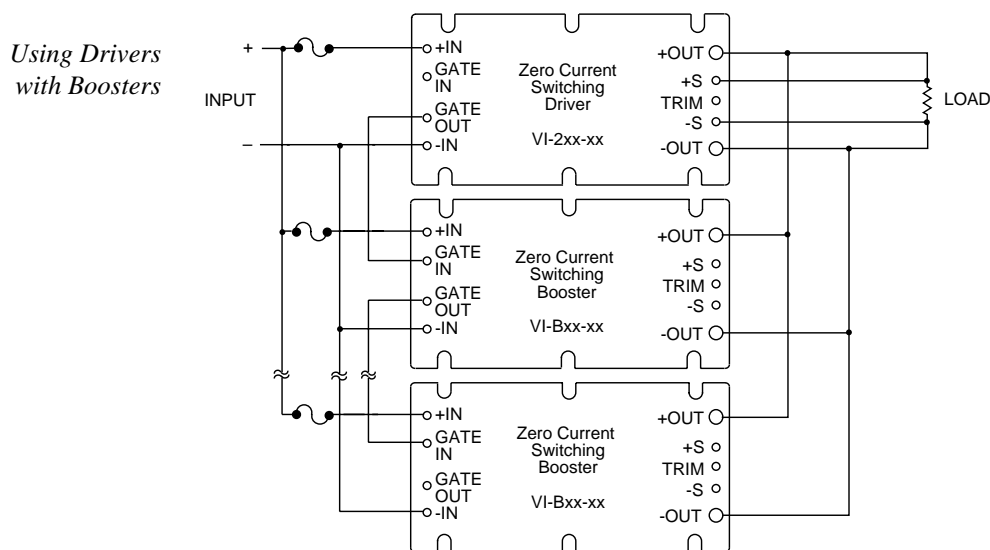 Using Drivers
with Boosters
+
INPUT
–
+IN
GATE
IN
GATE
OUT
-IN
Zero Current
Switching
Driver
VI-2xx-xx
+OUT
+S
TRIM
-S
-OUT
LOAD
+IN
GATE
IN
GATE
OUT
-IN
Zero Current
Switching
Booster
VI-Bxx-xx
+OUT
+S
TRIM
-S
-OUT
+IN
GATE
IN
GATE
OUT
-IN
Zero Current
Switching
Booster
VI-Bxx-xx
+OUT
+S
TRIM
-S
-OUT